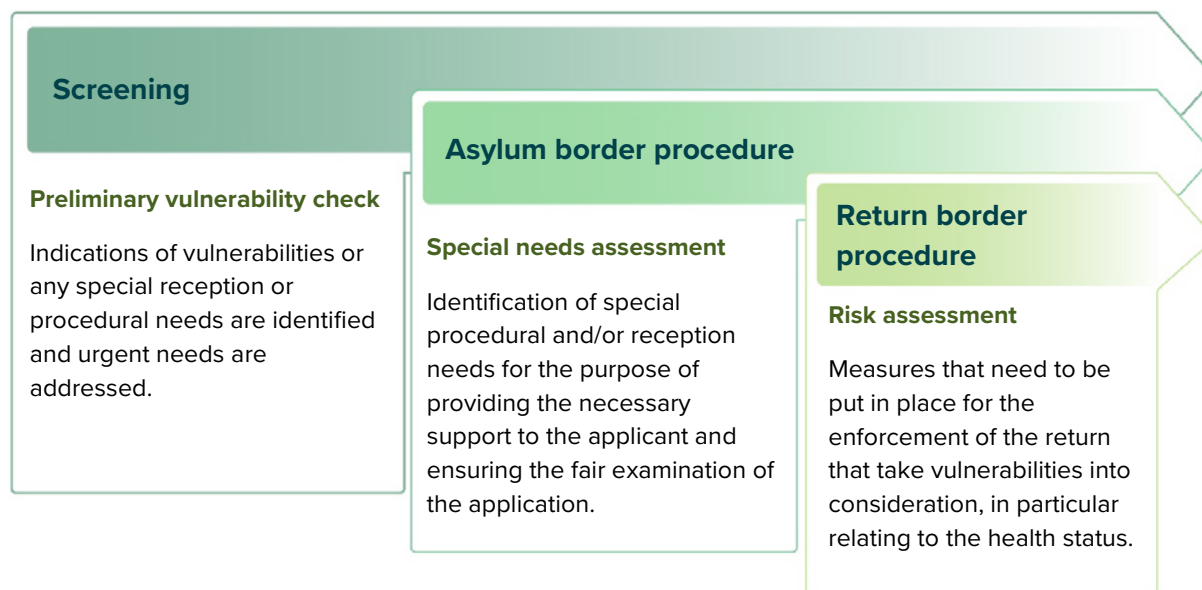 Screening
Preliminary vulnerability check
Indications of vulnerabilities or
any special reception or
procedural needs are identified
and urgent needs are
addressed.
Asylum border procedure
Special needs assessment
Identification of special
procedural and/or reception
needs for the purpose of
providing the necessary
support to the applicant and
ensuring the fair examination of
the application.
Return border
procedure
Risk assessment
Measures that need to be
put in place for the
enforcement of the return
that take vulnerabilities into
consideration, in particular
relating to the health status.